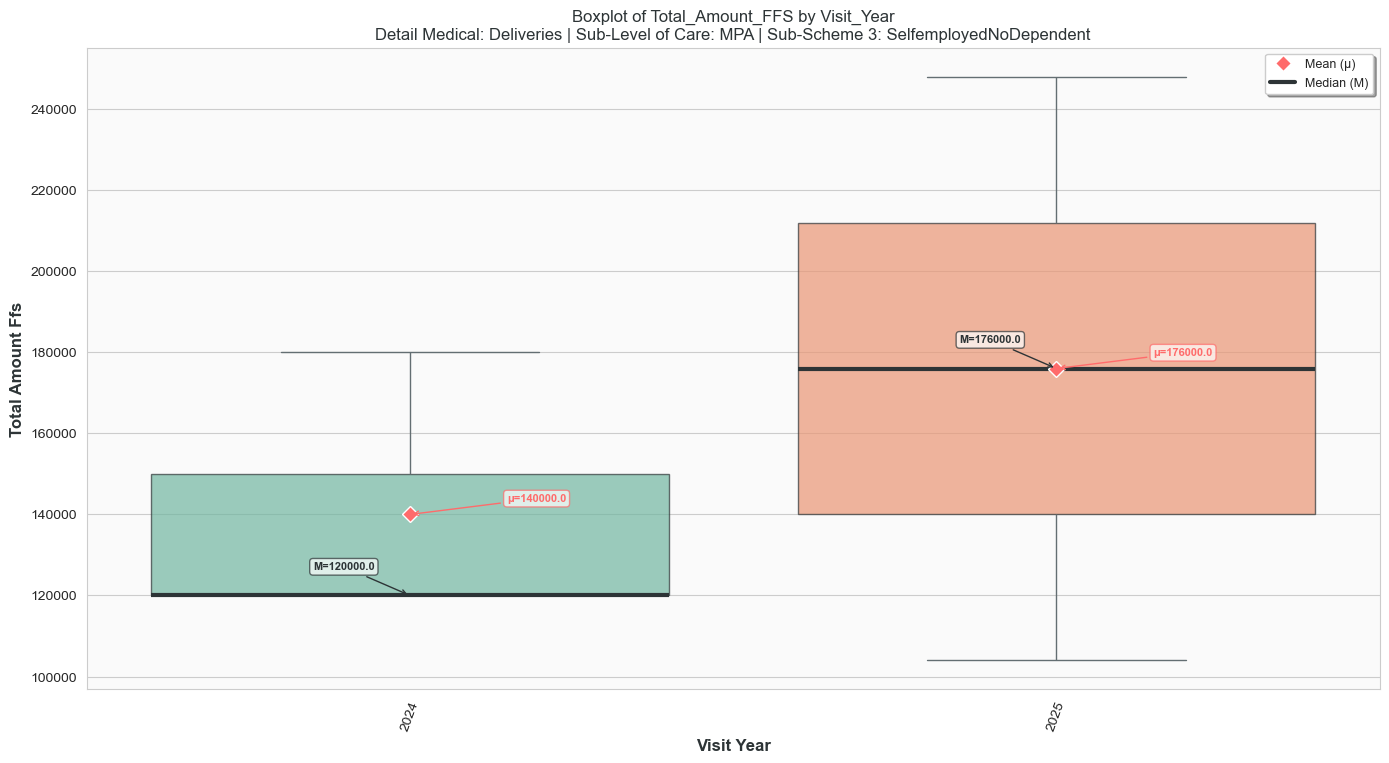 Boxplot of Total_Amount_FFS by Visit_Year
Detail Medical: Deliveries | Sub-Level of Care: MPA | Sub-Scheme 3: SelfemployedNoDependent
Mean (μ)
Median (M)
Total Amount Ffs
240000
220000
200000
180000
160000
140000
120000
100000
M=176000.0
μ=176000.0
μ=140000.0
M=120000.0
2024
2025
Visit Year